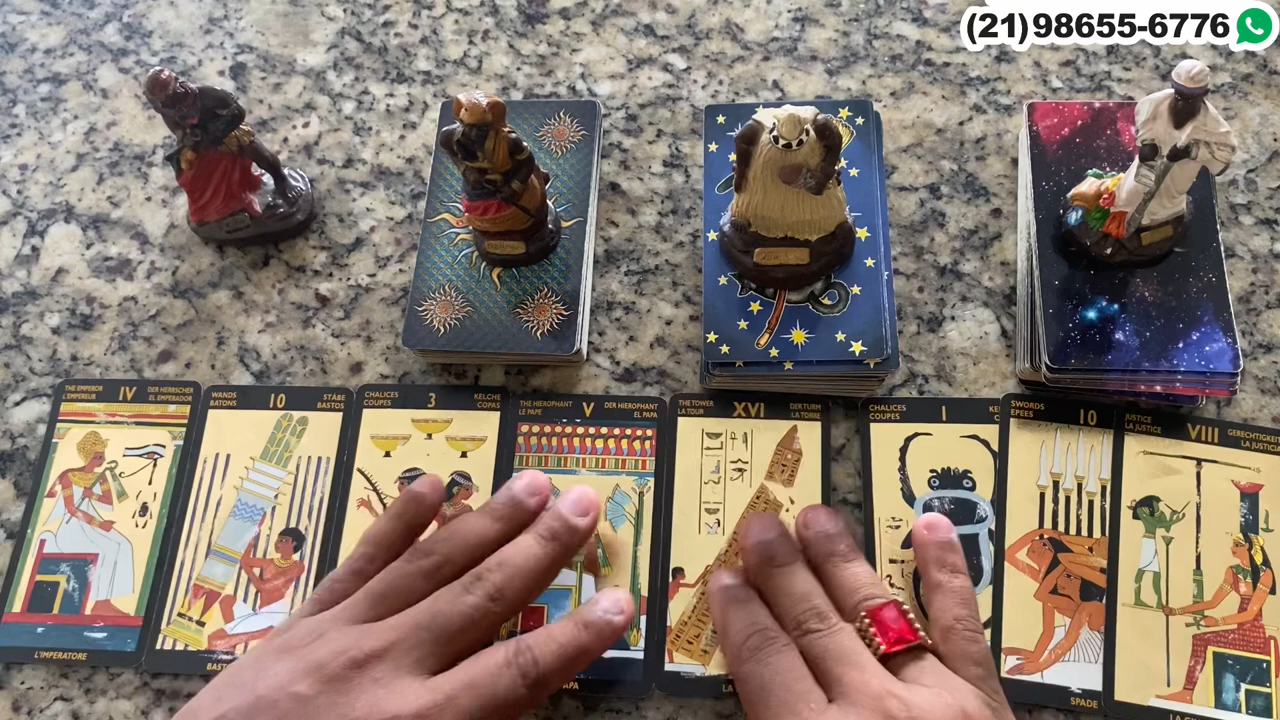 (21)98655-6776
THE EMPEROR
L'EMPEREUR
IV
DER HERRSCHER
EL EMPERADOR
L'IMPERATORE
WANDS
BATONS
10
STÄBE
BASTOS
CHALICES
COUPES
3
KELCHE
COPAS
THE HIEROPHANT
LE PAPE
V
DER HIEROPHANT
EL PAPA
THE TOWER
LA TOUR
XVI
DER TURM
LA TORRE
CHALICES
COUPES
I
SWORDS
EPEES
10
SPADE
JUSTICE
LA JUSTICE
VIII
GERECHTIGKEIT
LA JUSTICIA